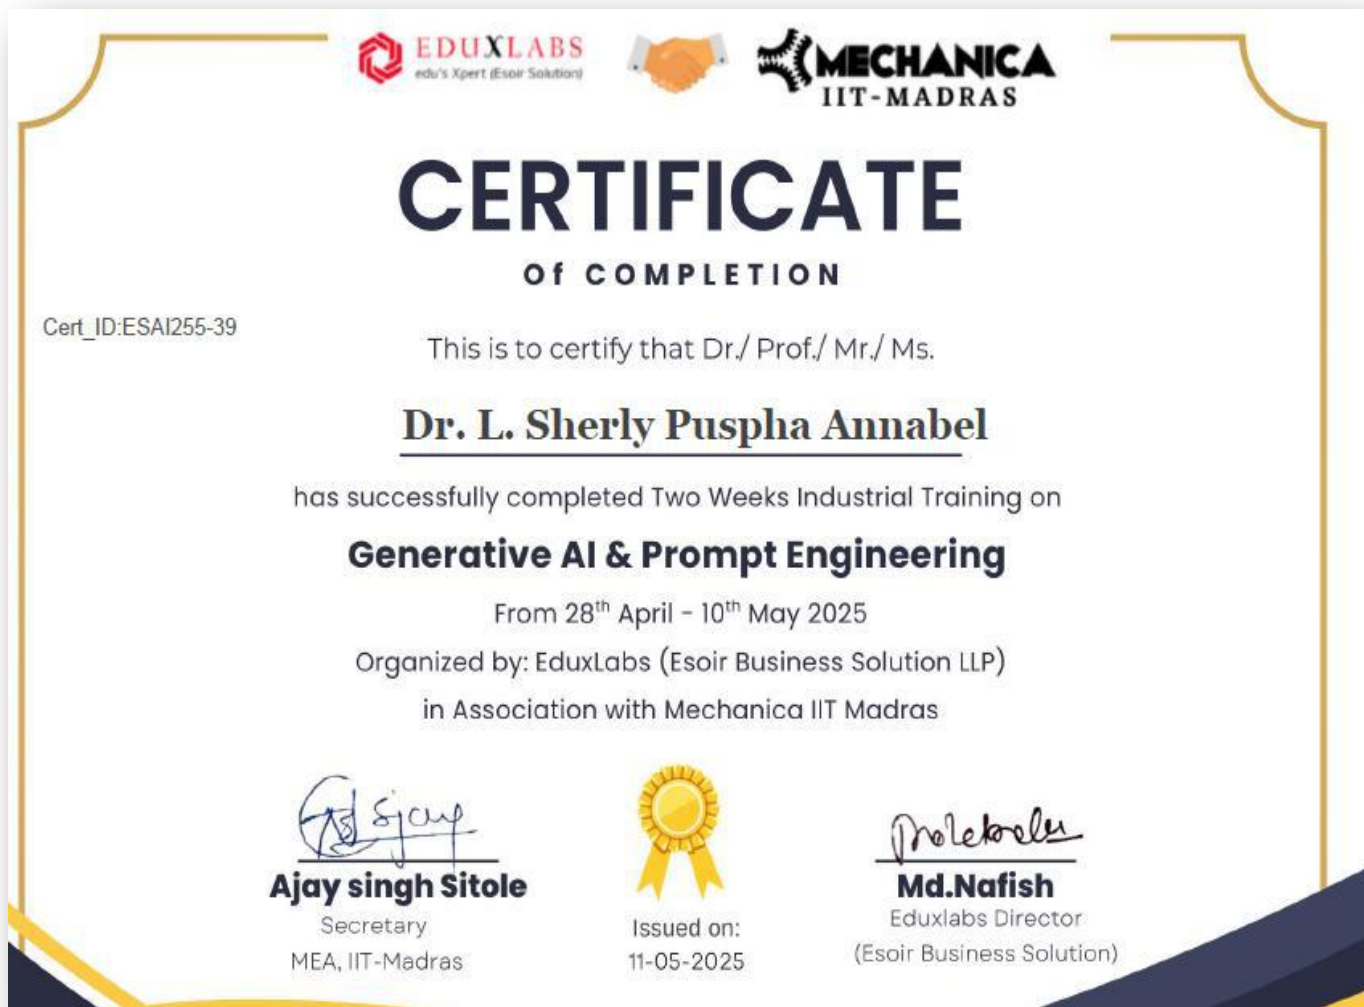 EDUXLABS
edu's Xpert (Esoir Solution)
MECHANICA
IIT-MADRAS
CERTIFICATE
Of COMPLETION
Cert_ID:ESAI255-39
This is to certify that Dr./ Prof./ Mr./ Ms.
Dr. L. Sherly Puspha Annabel
has successfully completed Two Weeks Industrial Training on
Generative AI & Prompt Engineering
From 28th April - 10th May 2025
Organized by: EduxLabs (Esoir Business Solution LLP)
in Association with Mechanica IIT Madras
Ajay singh Sitole
Secretary
MEA, IIT-Madras
Issued on:
11-05-2025
Md.Nafish
Eduxlabs Director
(Esoir Business Solution)